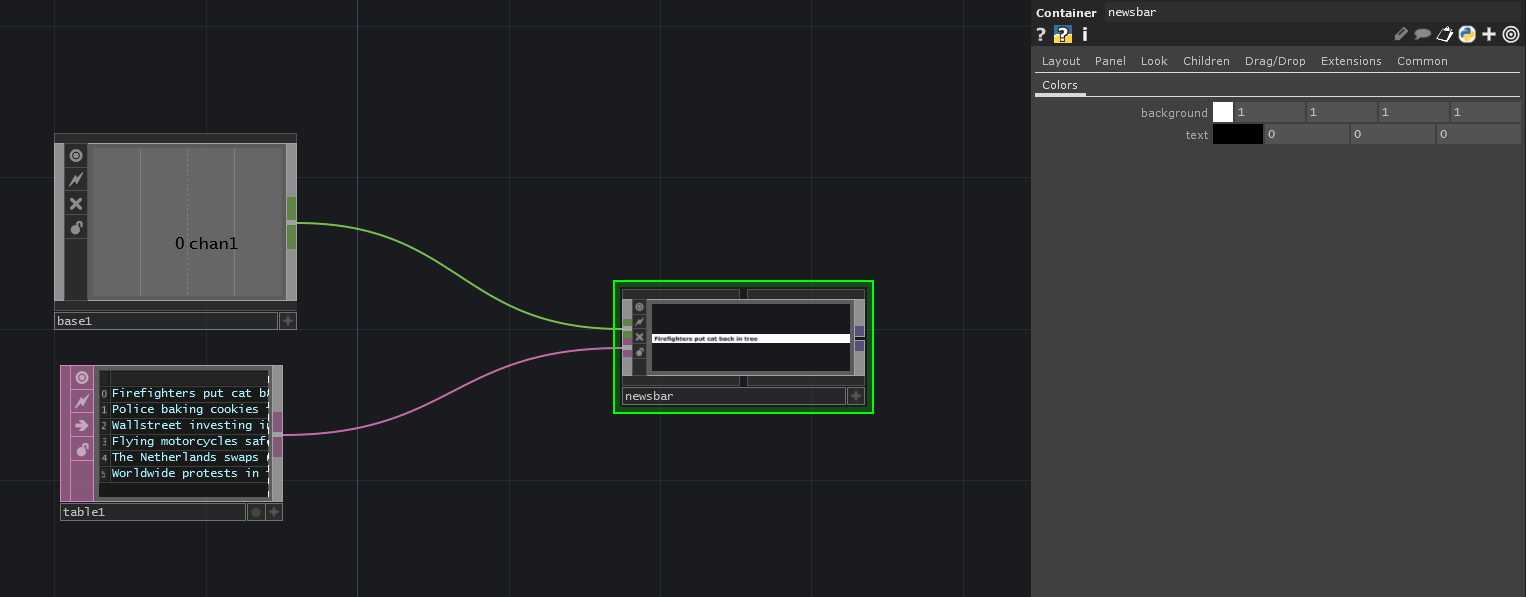 Container newsbar
? ? i
Layout Panel Look Children Drag/Drop Extensions Common
Colors
background 1 1 1 1
text 0 0 0
0 chan1
base1
0 Firefighters put cat b
1 Police baking cookies
2 Wallstreet investing i
3 Flying motorcycles saf
4 The Netherlands swaps
5 Worldwide protests in
table1
Firefighters put cat back in tree
newsbar